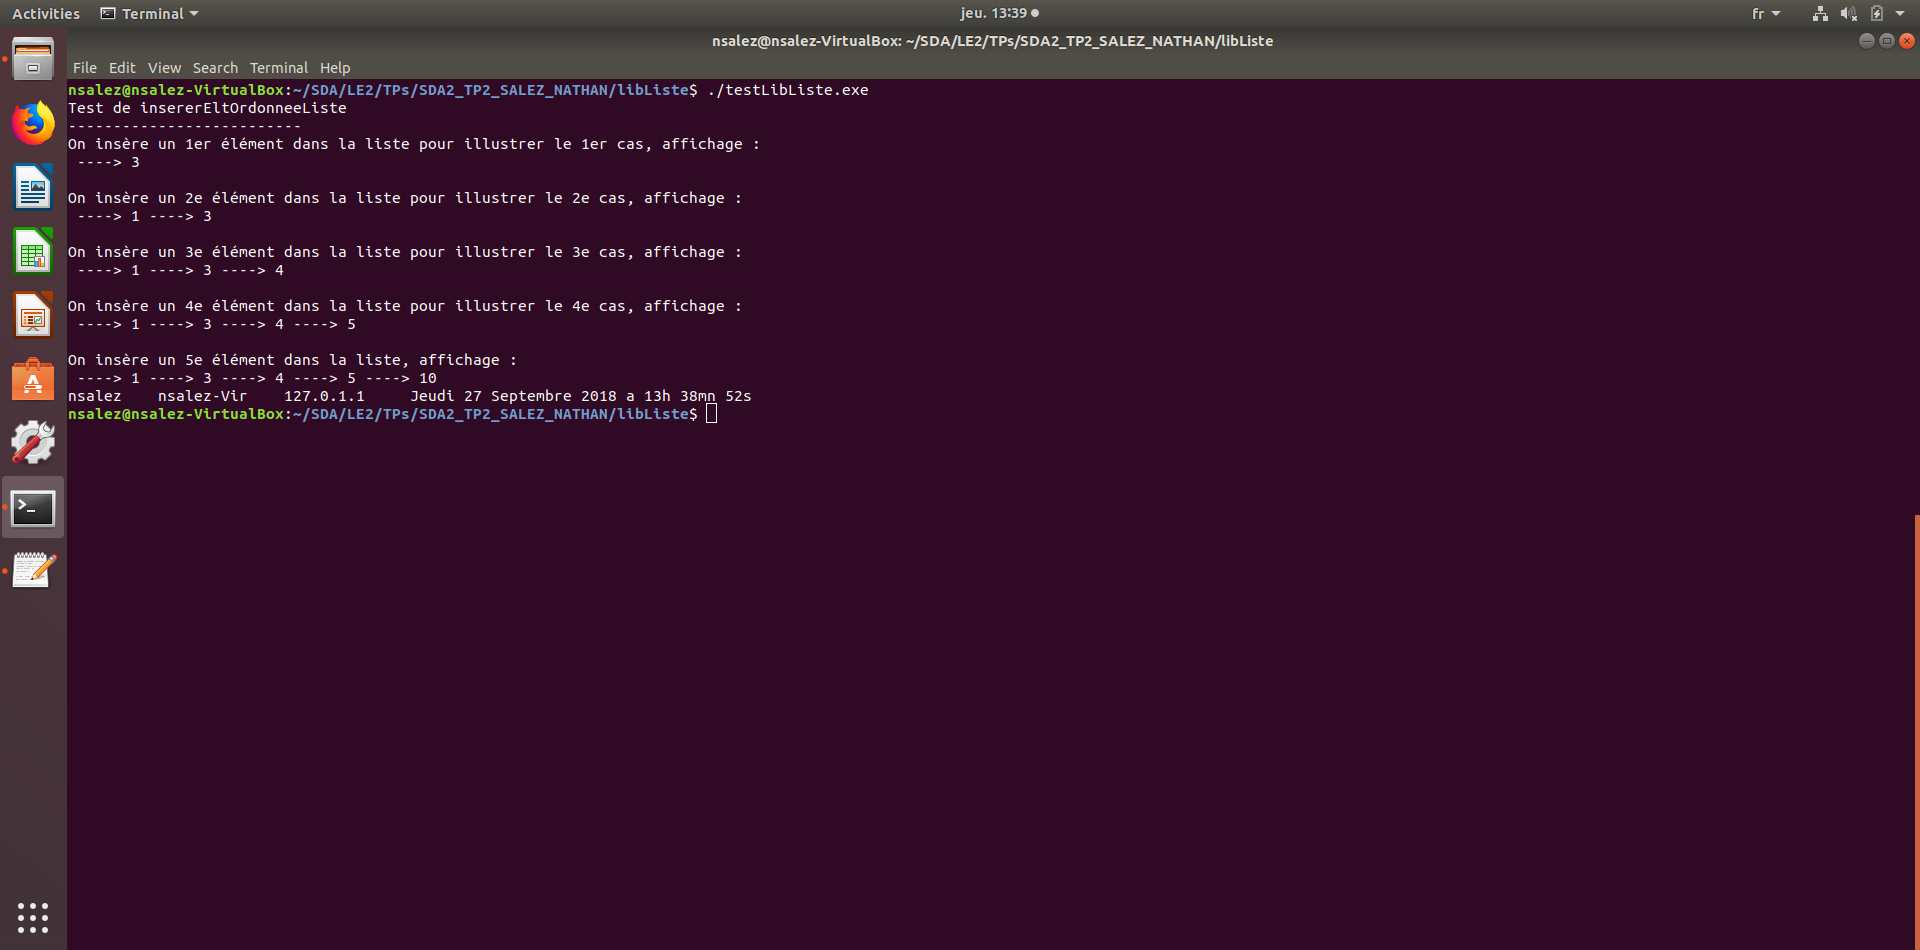 Activities Terminal jeu. 13:39 fr
nsalez@nsalez-VirtualBox: ~/SDA/LE2/TPs/SDA2_TP2_SALEZ_NATHAN/libListe
File Edit View Search Terminal Help
nsalez@nsalez-VirtualBox:~/SDA/LE2/TPs/SDA2_TP2_SALEZ_NATHAN/libListe$ ./testLibListe.exe
Test de insererEltOrdonneeListe
--------------------------
On insère un 1er élément dans la liste pour illustrer le 1er cas, affichage :
 ----> 3
On insère un 2e élément dans la liste pour illustrer le 2e cas, affichage :
 ----> 1 ----> 3
On insère un 3e élément dans la liste pour illustrer le 3e cas, affichage :
 ----> 1 ----> 3 ----> 4
On insère un 4e élément dans la liste pour illustrer le 4e cas, affichage :
 ----> 1 ----> 3 ----> 4 ----> 5
On insère un 5e élément dans la liste, affichage :
 ----> 1 ----> 3 ----> 4 ----> 5 ----> 10
nsalez    nsalez-Vir    127.0.1.1     Jeudi 27 Septembre 2018 a 13h 38mn 52s
nsalez@nsalez-VirtualBox:~/SDA/LE2/TPs/SDA2_TP2_SALEZ_NATHAN/libListe$